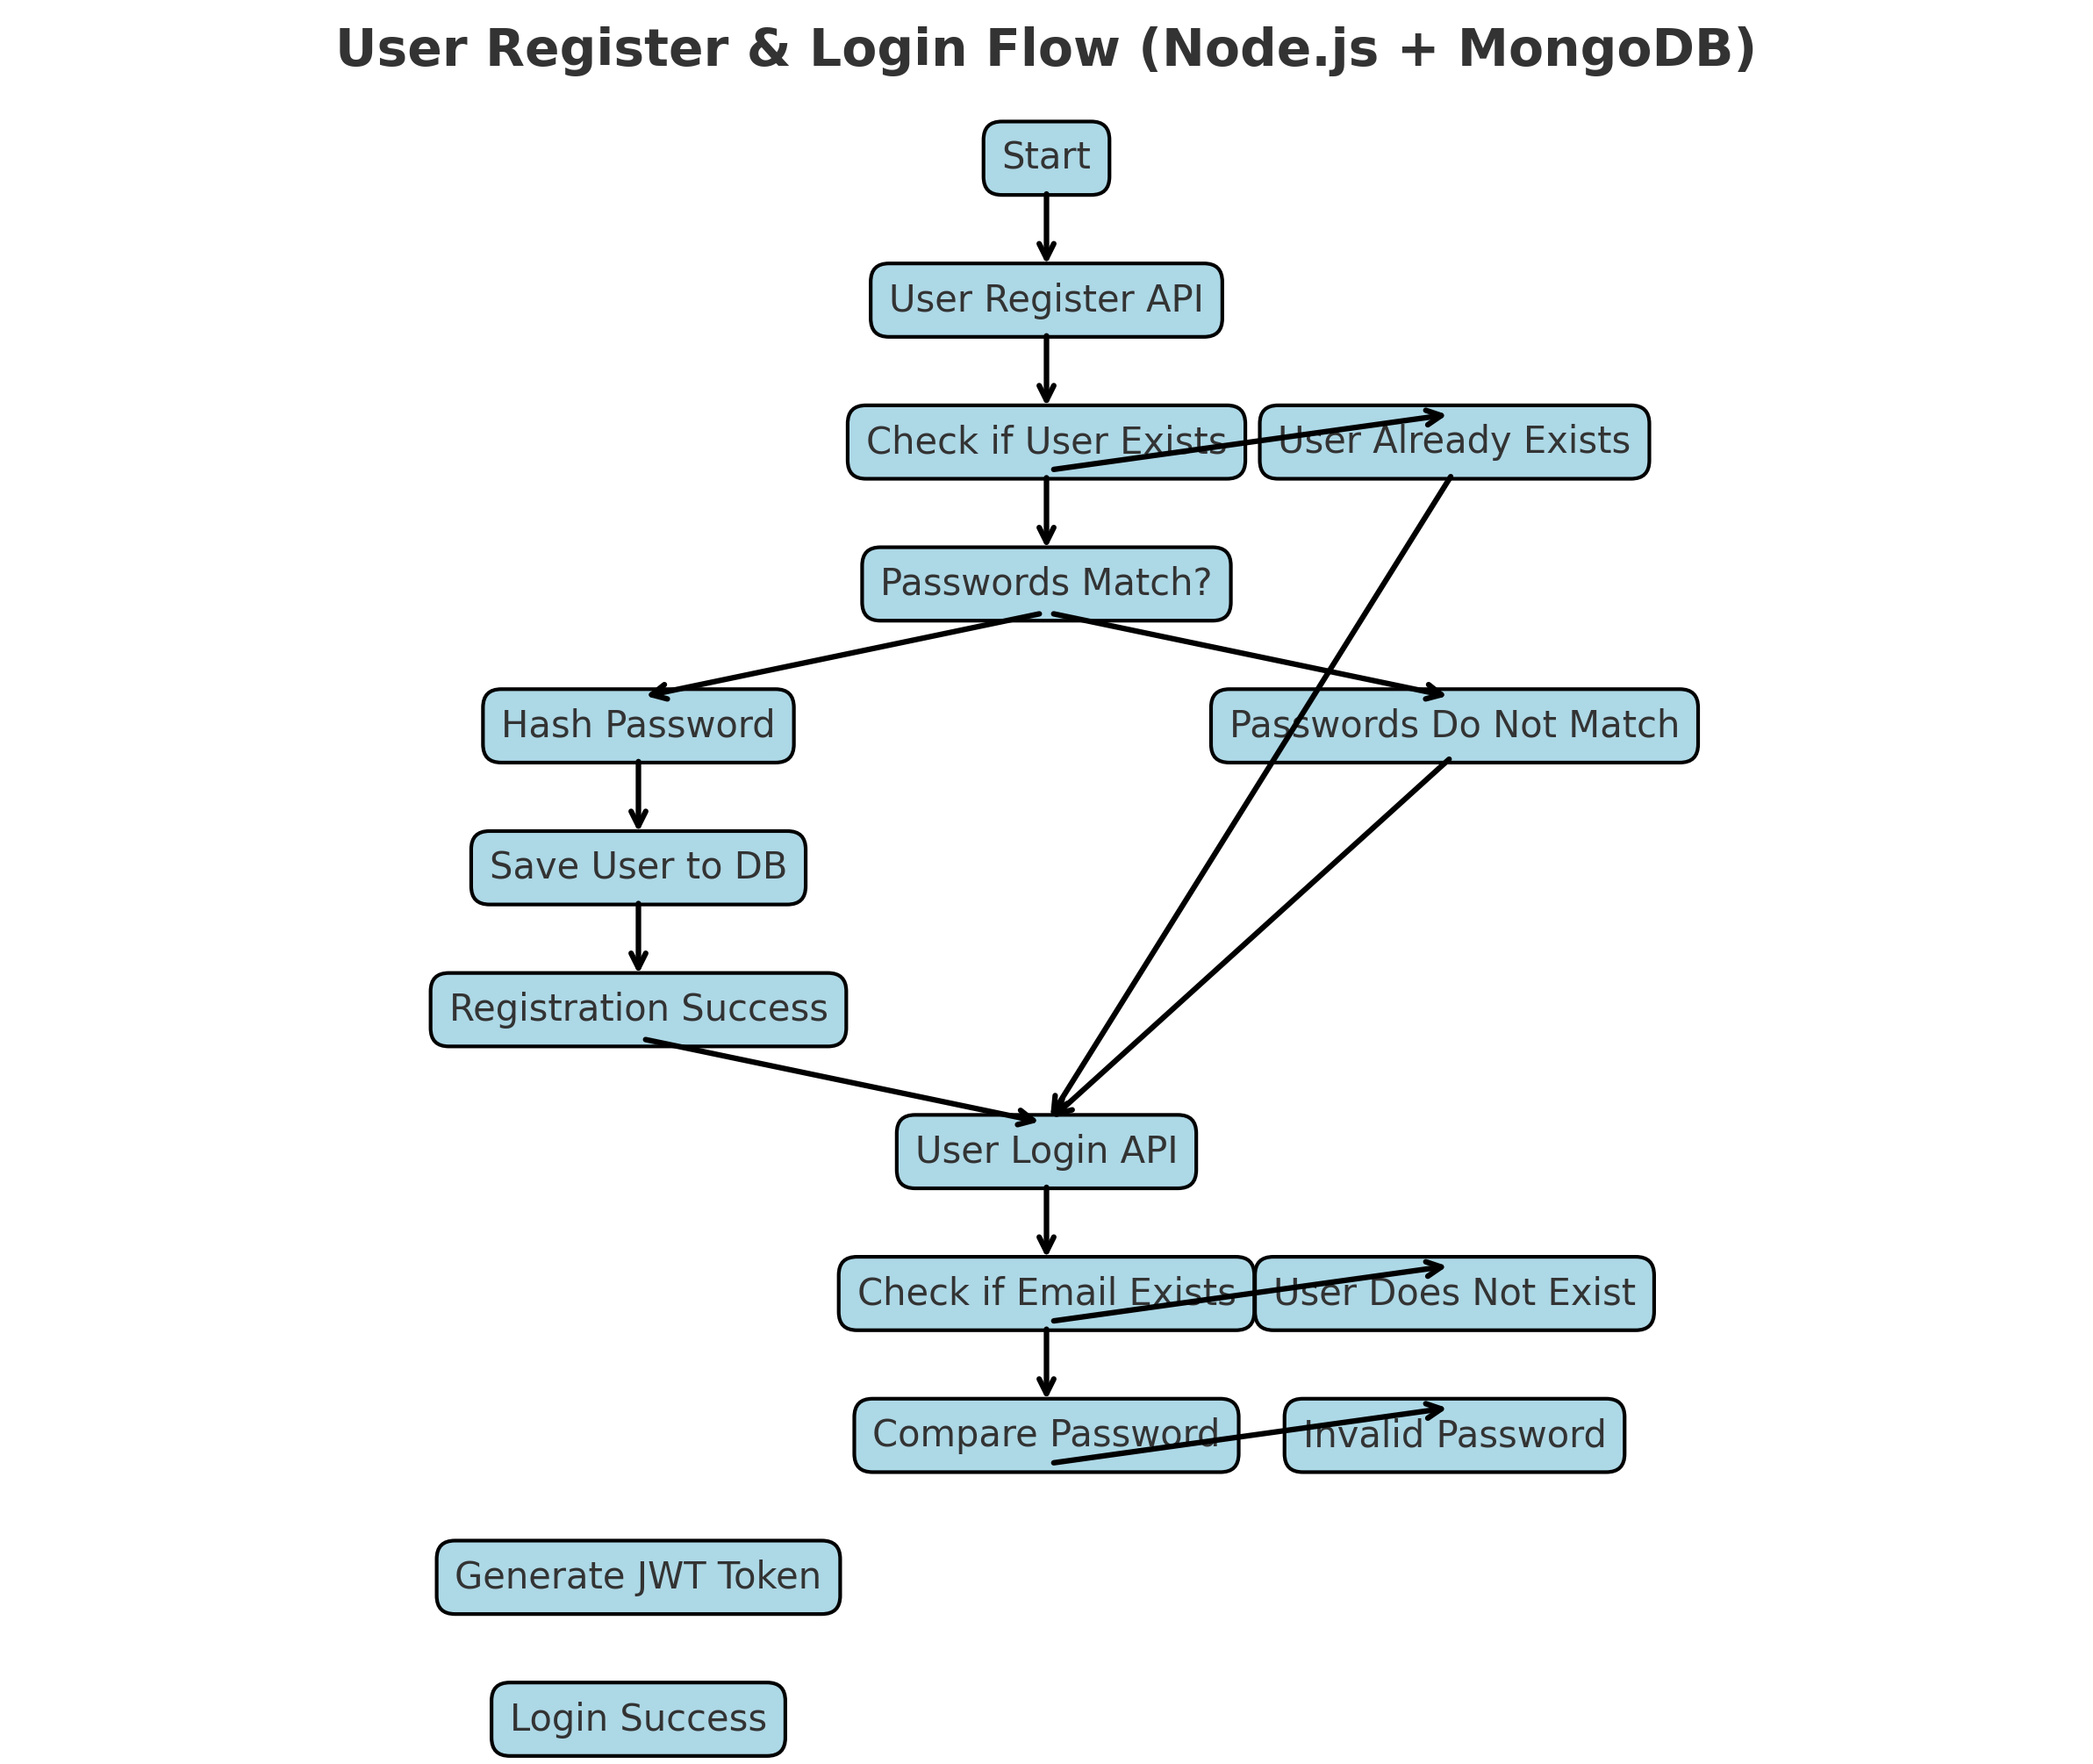 User Register & Login Flow (Node.js + MongoDB)
Start
User Register API
Check if User Exists
User Already Exists
Passwords Match?
Hash Password
Passwords Do Not Match
Save User to DB
Registration Success
User Login API
Check if Email Exists
User Does Not Exist
Compare Password
Invalid Password
Generate JWT Token
Login Success